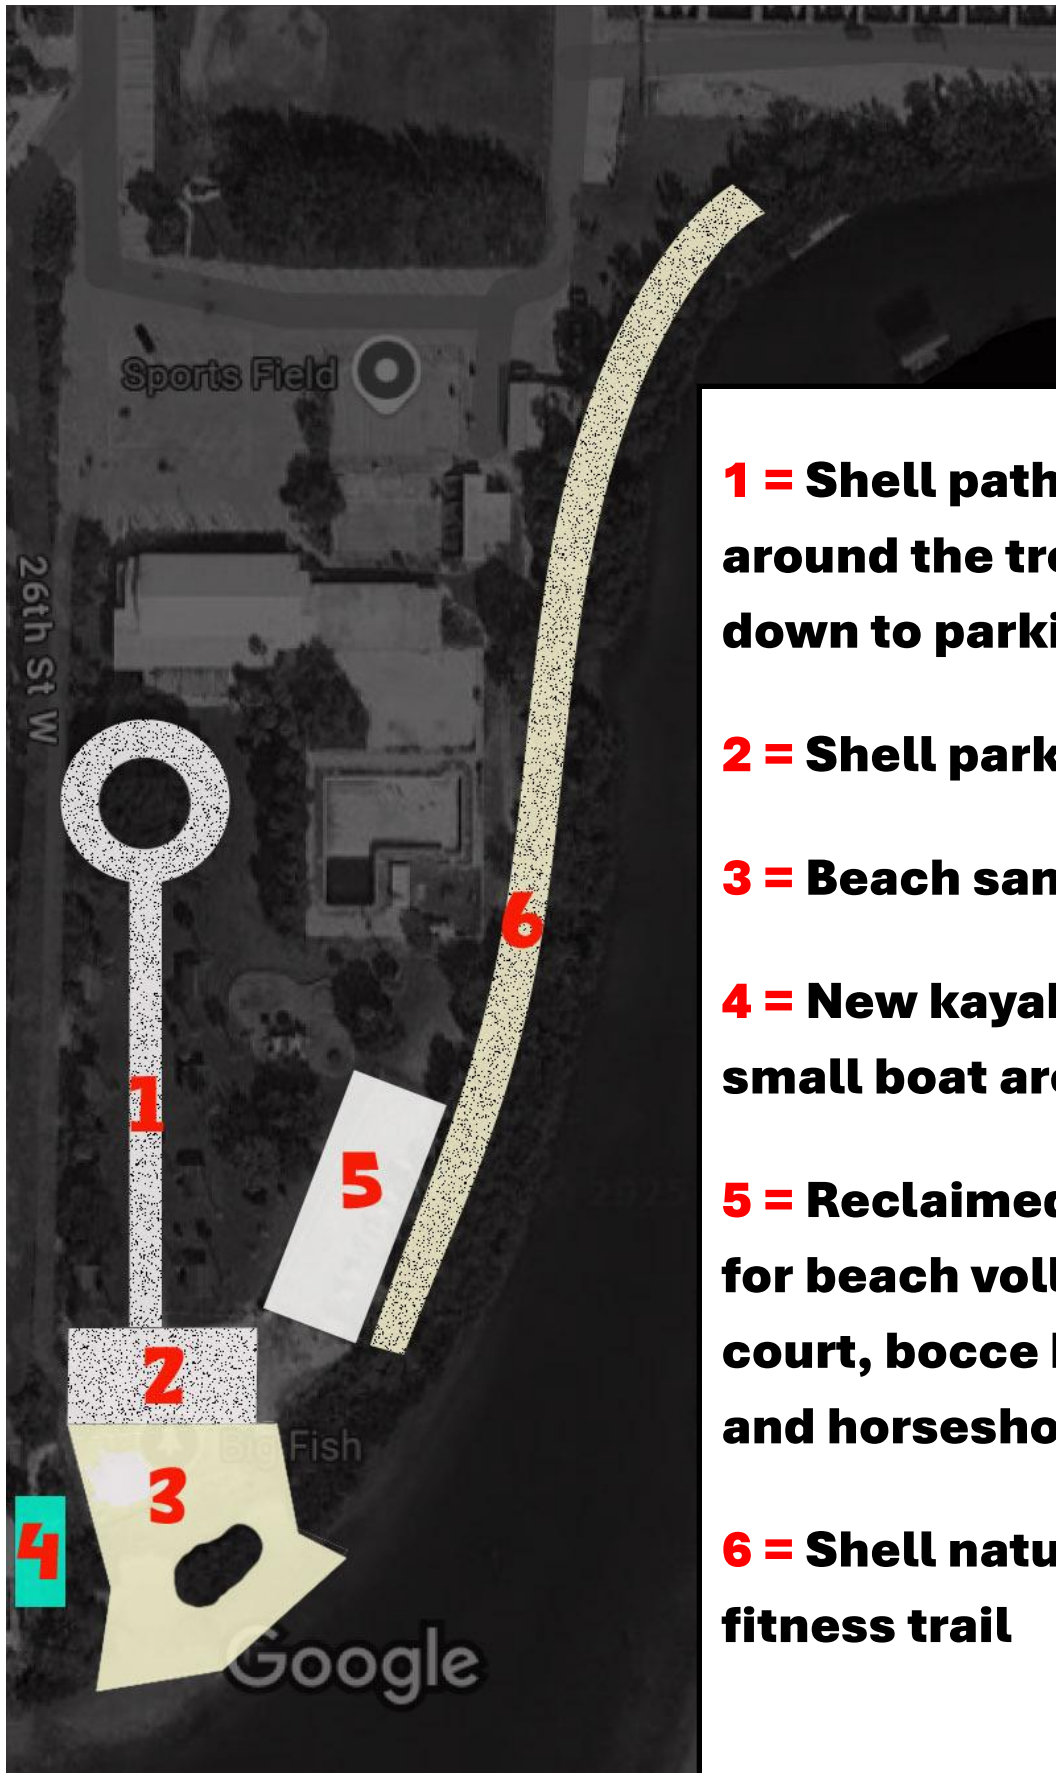 Sports Field
26th St W
6
1
5
2
Big Fish
3
4
Google
1 = Shell path
around the
down to
2 = Shell
3 = Beach
4 = New
small boat
5 =
for beach
court, bocce
and
6 = Shell
fitness trail